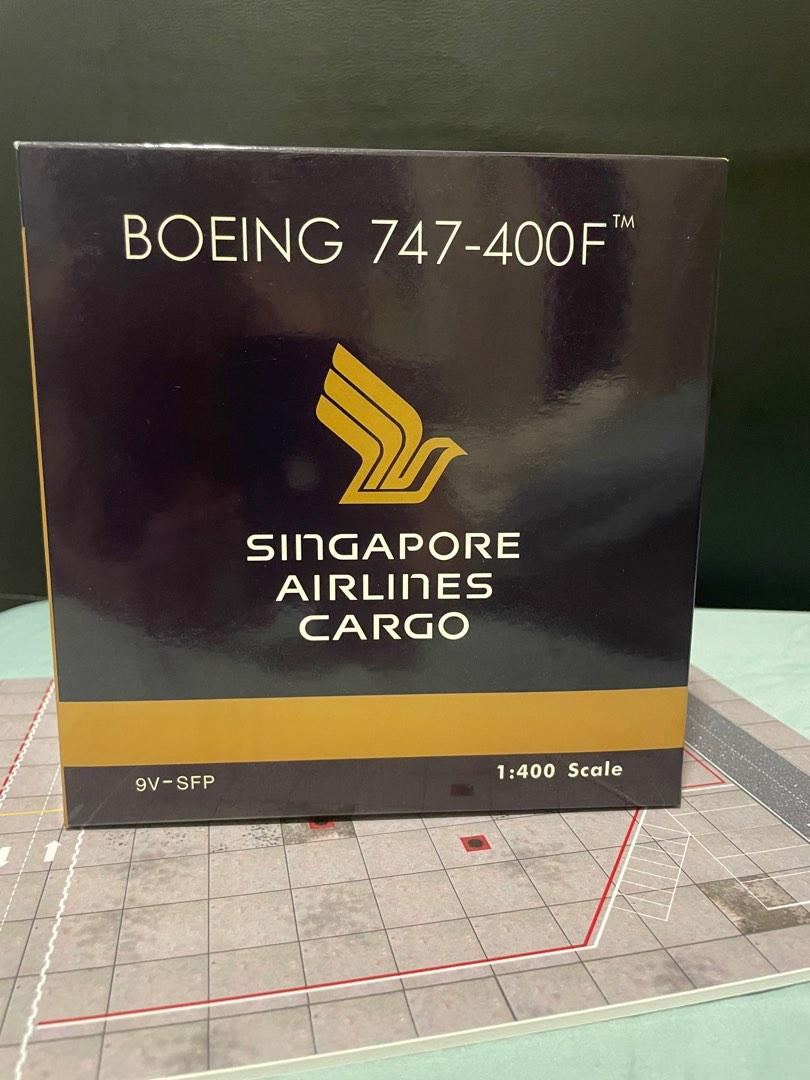 BOEING 747-400F™
SINGAPORE
AIRLINES
CARGO
9V-SFP
1:400 Scale